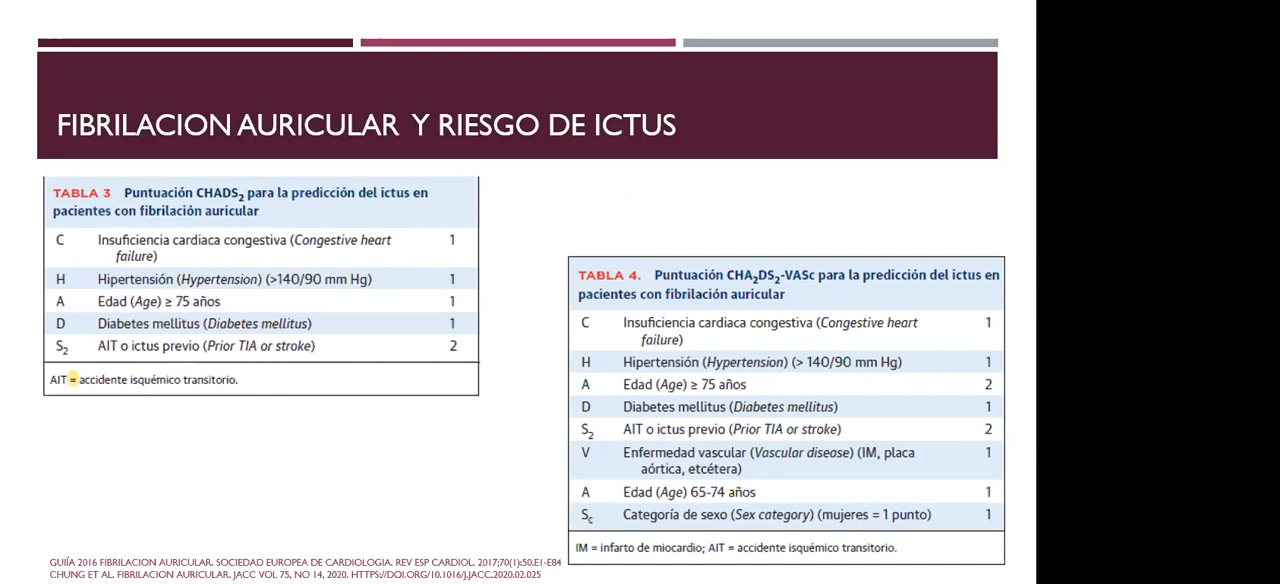 FIBRILACION AURICULAR Y RIESGO DE ICTUS
TABLA 3 Puntuación CHADS₂ para la predicción del ictus en
pacientes con fibrilación auricular
C Insuficiencia cardiaca congestiva (Congestive heart 1
failure)
H Hipertensión (Hypertension) (>140/90 mm Hg) 1
A Edad (Age) ≥ 75 años 1
D Diabetes mellitus (Diabetes mellitus) 1
S₂ AIT o ictus previo (Prior TIA or stroke) 2
AIT = accidente isquémico transitorio.
TABLA 4. Puntuación CHA₂DS₂-VASc para la predicción del ictus en
pacientes con fibrilación auricular
C Insuficiencia cardiaca congestiva (Congestive heart 1
failure)
H Hipertensión (Hypertension) (> 140/90 mm Hg) 1
A Edad (Age) ≥ 75 años 2
D Diabetes mellitus (Diabetes mellitus) 1
S₂ AIT o ictus previo (Prior TIA or stroke) 2
V Enfermedad vascular (Vascular disease) (IM, placa 1
aórtica, etcétera)
A Edad (Age) 65-74 años 1
Sc Categoría de sexo (Sex category) (mujeres = 1 punto) 1
IM = infarto de miocardio; AIT = accidente isquémico transitorio.
GUIÍA 2016 FIBRILACION AURICULAR. SOCIEDAD EUROPEA DE CARDIOLOGIA. REV ESP CARDIOL. 2017;70(1):50.E1-E84
CHUNG ET AL. FIBRILACION AURICULAR. JACC VOL 75, NO 14, 2020. HTTPS://DOI.ORG/10.1016/J.JACC.2020.02.025